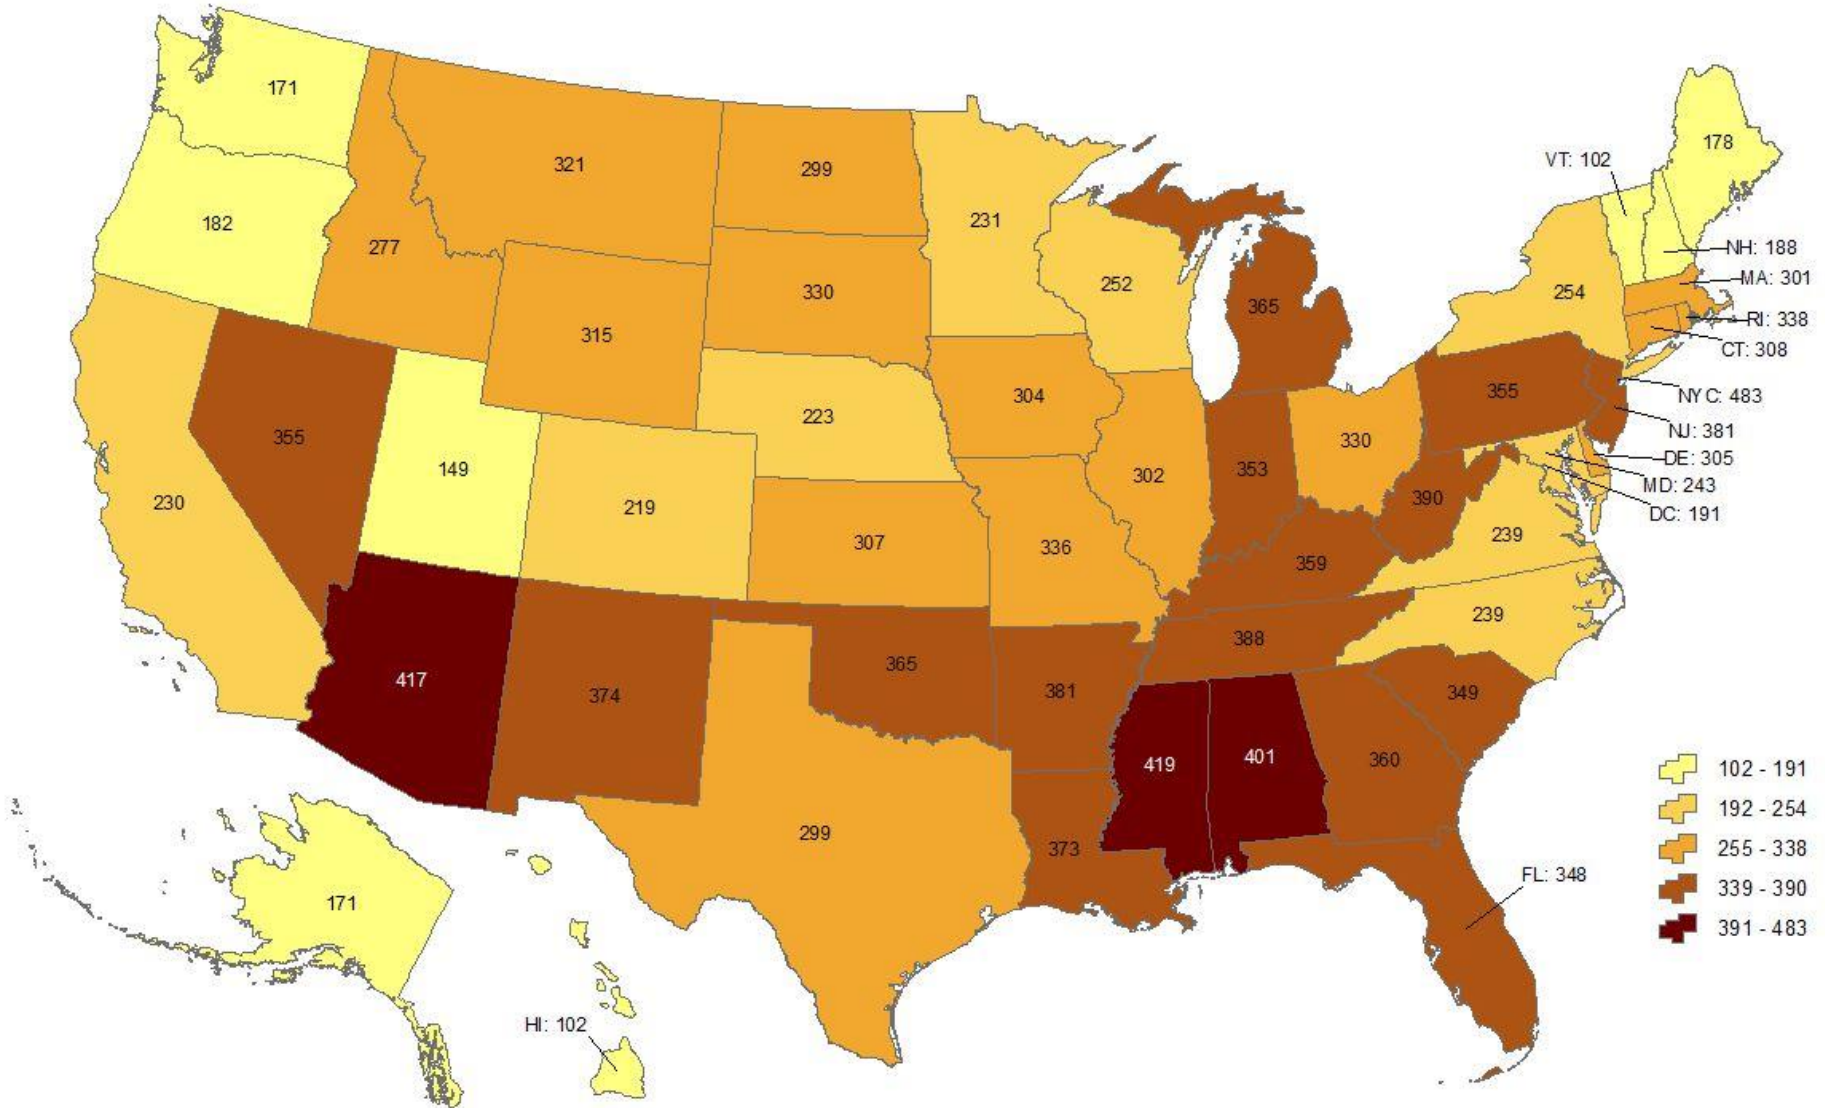 171
178
VT: 102
321
299
231
182
277
NH: 188
MA: 301
252
254
330
365
315
RI: 338
CT: 308
304
355
NYC: 483
223
355
330
NJ: 381
149
353
DE: 305
302
MD: 243
390
230
219
DC: 191
307
336
239
359
239
388
365
417
374
381
349
419
401
360
102 - 191
192 - 254
299
373
255 - 338
FL: 348
339 - 390
171
391 - 483
HI: 102